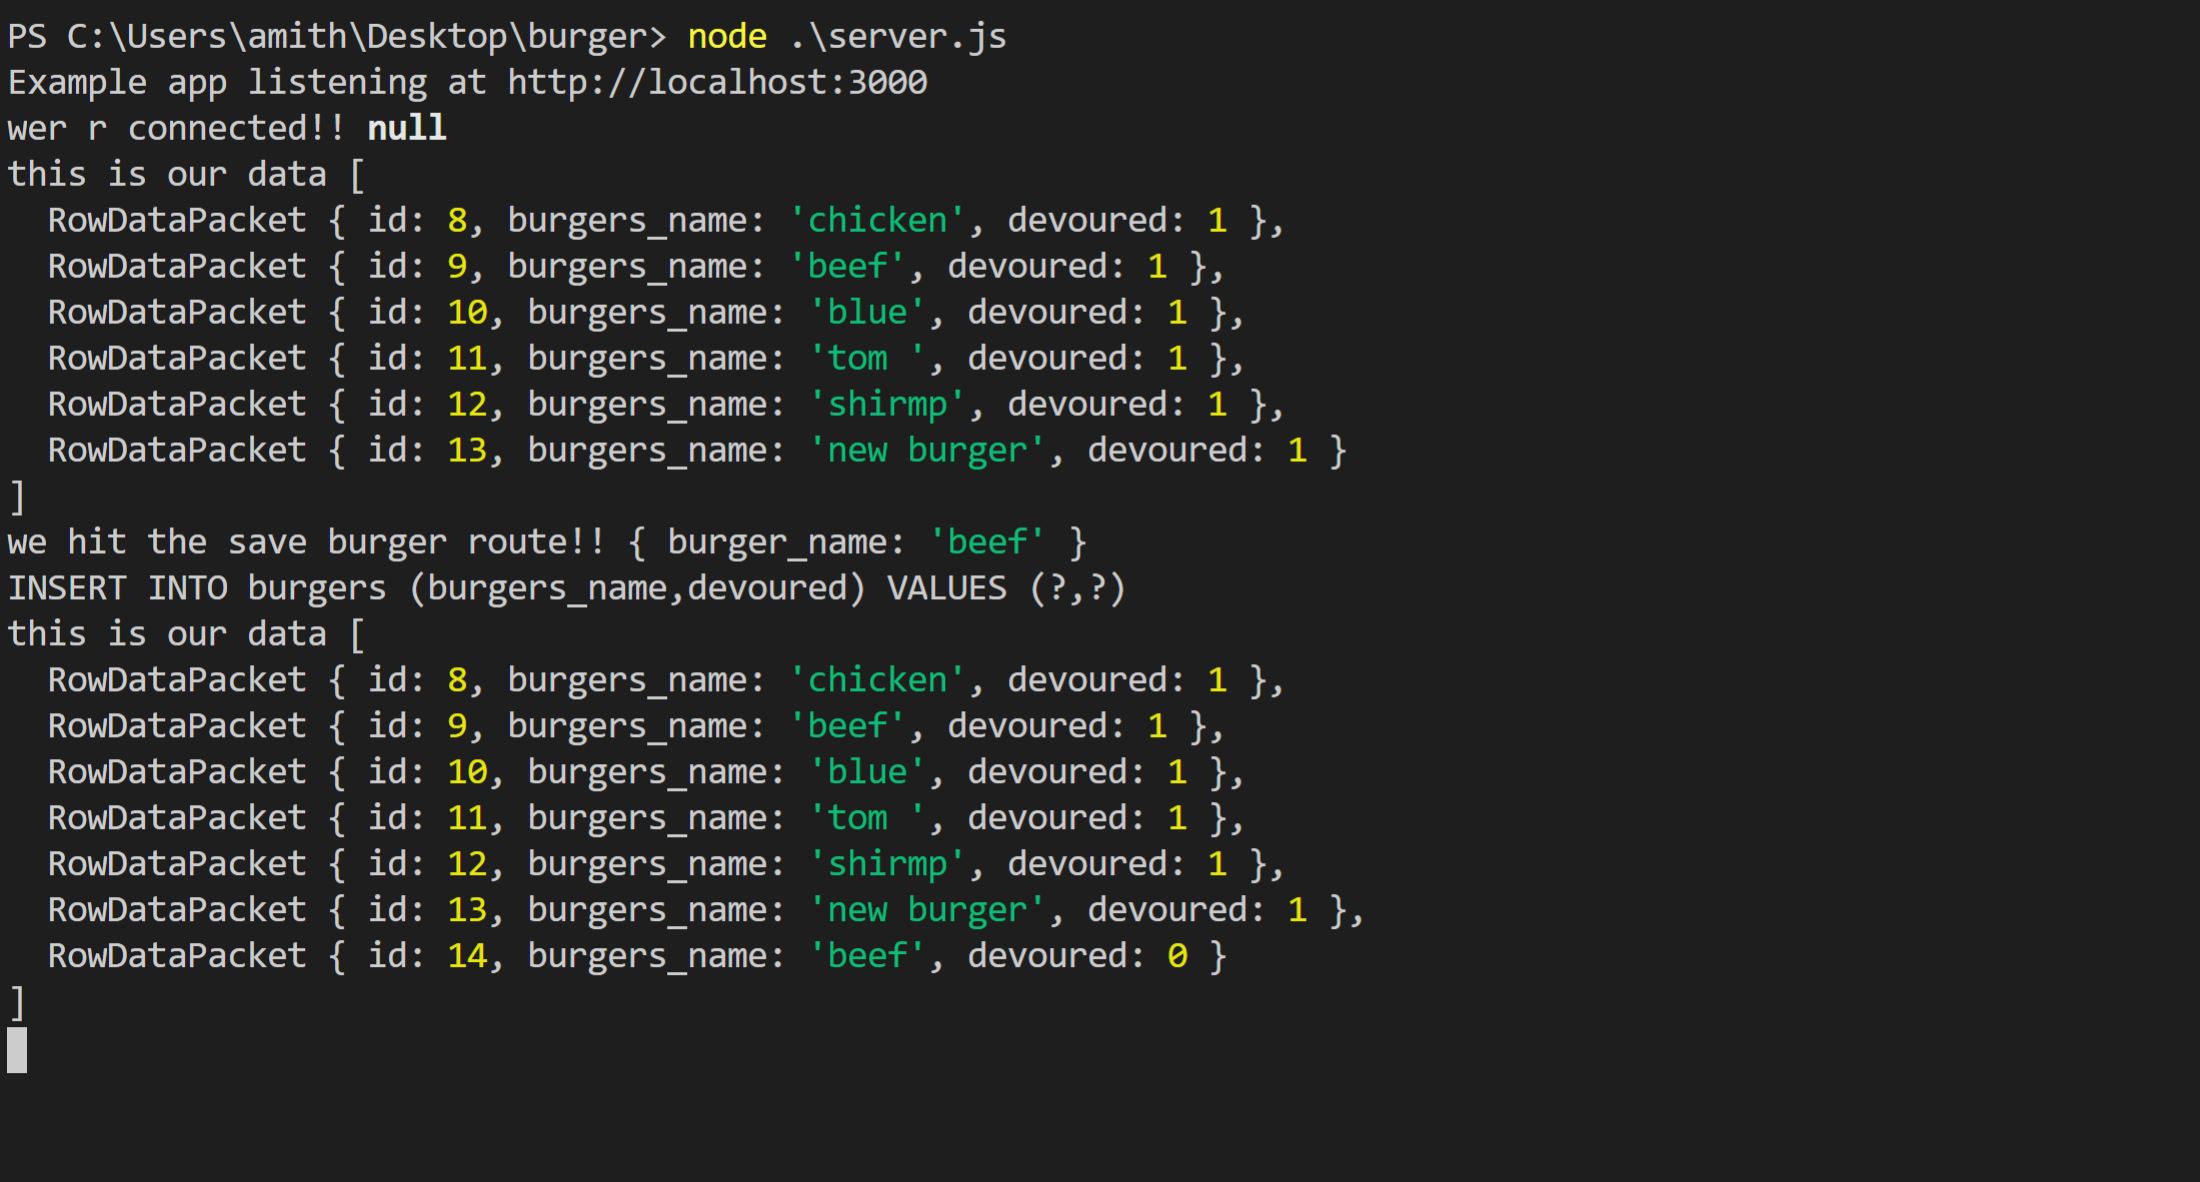 PS C:\Users\amith\Desktop\burger> node .\server.js
Example app listening at http://localhost:3000
wer r connected!! null
this is our data [
  RowDataPacket { id: 8, burgers_name: 'chicken', devoured: 1 },
  RowDataPacket { id: 9, burgers_name: 'beef', devoured: 1 },
  RowDataPacket { id: 10, burgers_name: 'blue', devoured: 1 },
  RowDataPacket { id: 11, burgers_name: 'tom ', devoured: 1 },
  RowDataPacket { id: 12, burgers_name: 'shirmp', devoured: 1 },
  RowDataPacket { id: 13, burgers_name: 'new burger', devoured: 1 }
]
we hit the save burger route!! { burger_name: 'beef' }
INSERT INTO burgers (burgers_name,devoured) VALUES (?,?)
this is our data [
  RowDataPacket { id: 8, burgers_name: 'chicken', devoured: 1 },
  RowDataPacket { id: 9, burgers_name: 'beef', devoured: 1 },
  RowDataPacket { id: 10, burgers_name: 'blue', devoured: 1 },
  RowDataPacket { id: 11, burgers_name: 'tom ', devoured: 1 },
  RowDataPacket { id: 12, burgers_name: 'shirmp', devoured: 1 },
  RowDataPacket { id: 13, burgers_name: 'new burger', devoured: 1 },
  RowDataPacket { id: 14, burgers_name: 'beef', devoured: 0 }
]